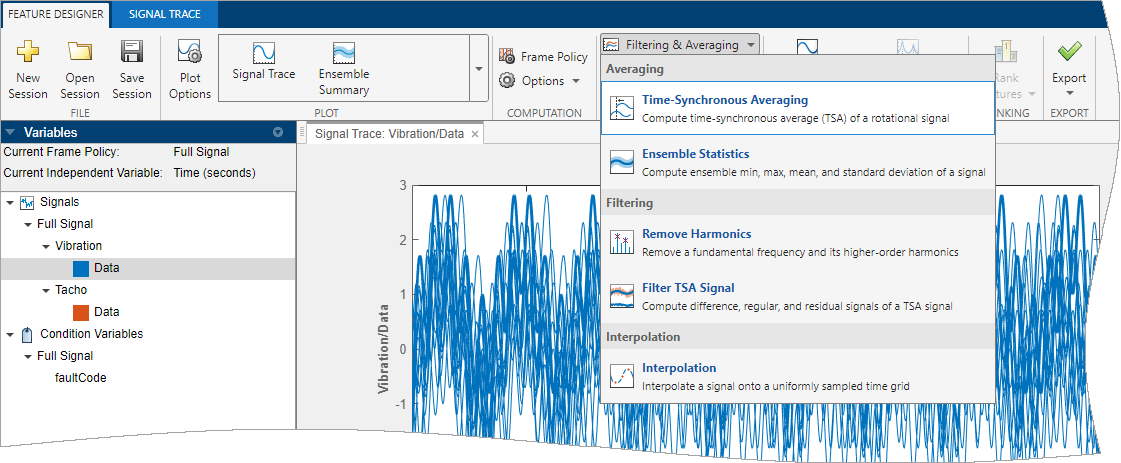 FEATURE DESIGNER
SIGNAL TRACE
New
Session
Open
Session
Save
Session
FILE
Plot
Options
Signal Trace
Ensemble
Summary
PLOT
Frame Policy
Options
COMPUTATION
Filtering & Averaging
Rank
Export
EXPORT
Averaging
Time-Synchronous Averaging
Compute time-synchronous average (TSA) of a rotational signal
Ensemble Statistics
Compute ensemble min, max, mean, and standard deviation of a signal
Filtering
Remove Harmonics
Remove a fundamental frequency and its higher-order harmonics
Filter TSA Signal
Compute difference, regular, and residual signals of a TSA signal
Interpolation
Interpolation
Interpolate a signal onto a uniformly sampled time grid
Variables
Current Frame Policy: Full Signal
Current Independent Variable: Time (seconds)
Signals
Full Signal
Vibration
Data
Tacho
Data
Condition Variables
Full Signal
faultCode
Signal Trace: Vibration/Data
3
2
1
0
-1
Vibration/Data